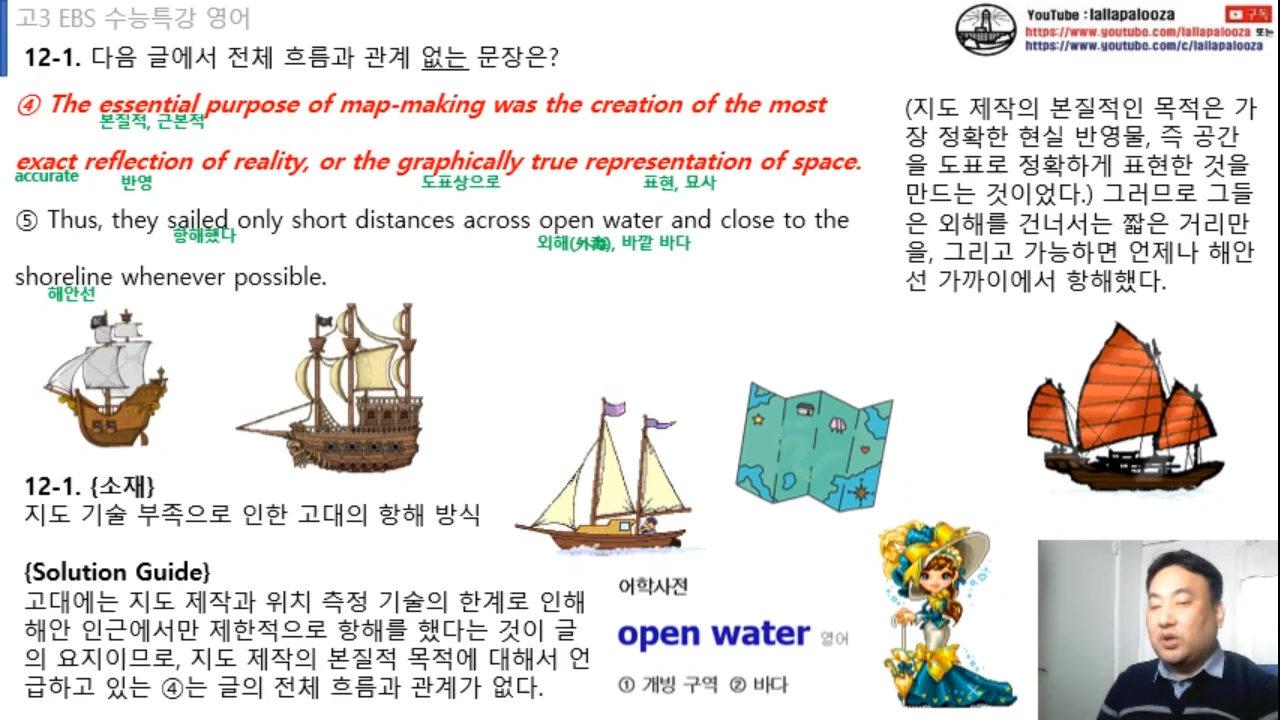 고3 EBS 수능특강 영어
YouTube : lallapalooza
구독
https://www.youtube.com/lallapalooza 또는
https://www.youtube.com/c/lallapalooza
12-1. 다음 글에서 전체 흐름과 관계 없는 문장은?
④ The essential purpose of map-making was the creation of the most
본질적, 근본적
exact reflection of reality, or the graphically true representation of space.
accurate 반영 도표상으로 표현, 묘사
⑤ Thus, they sailed only short distances across open water and close to the
항해했다 외해(外海), 바깥 바다
shoreline whenever possible.
해안선
(지도 제작의 본질적인 목적은 가
장 정확한 현실 반영물, 즉 공간
을 도표로 정확하게 표현한 것을
만드는 것이었다.) 그러므로 그들
은 외해를 건너서는 짧은 거리만
을, 그리고 가능하면 언제나 해안
선 가까이에서 항해했다.
12-1. {소재}
지도 기술 부족으로 인한 고대의 항해 방식
{Solution Guide}
고대에는 지도 제작과 위치 측정 기술의 한계로 인해
해안 인근에서만 제한적으로 항해를 했다는 것이 글
의 요지이므로, 지도 제작의 본질적 목적에 대해서 언
급하고 있는 ④는 글의 전체 흐름과 관계가 없다.
어학사전
open water 영어
① 개빙 구역 ② 바다